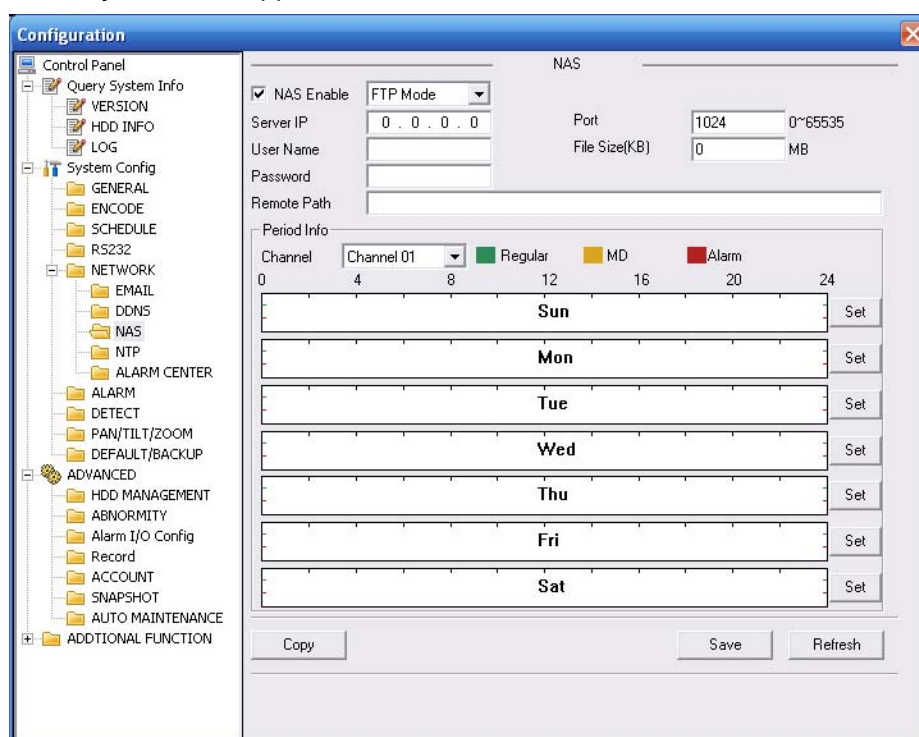 Configuration
Control Panel
Query System Info
VERSION
HDD INFO
LOG
System Config
GENERAL
ENCODE
SCHEDULE
RS232
NETWORK
EMAIL
DDNS
NAS
NTP
ALARM CENTER
ALARM
DETECT
PAN/TILT/ZOOM
DEFAULT/BACKUP
ADVANCED
HDD MANAGEMENT
ABNORMITY
Alarm I/O Config
Record
ACCOUNT
SNAPSHOT
AUTO MAINTENANCE
ADDTIONAL FUNCTION
NAS
NAS Enable FTP Mode
Server IP 0 . 0 . 0 . 0 Port 1024 0~65535
User Name File Size(KB) 0 MB
Password
Remote Path
Period Info
Channel Channel 01 Regular MD Alarm
0 4 8 12 16 20 24
Sun Set
Mon Set
Tue Set
Wed Set
Thu Set
Fri Set
Sat Set
Copy Save Refresh